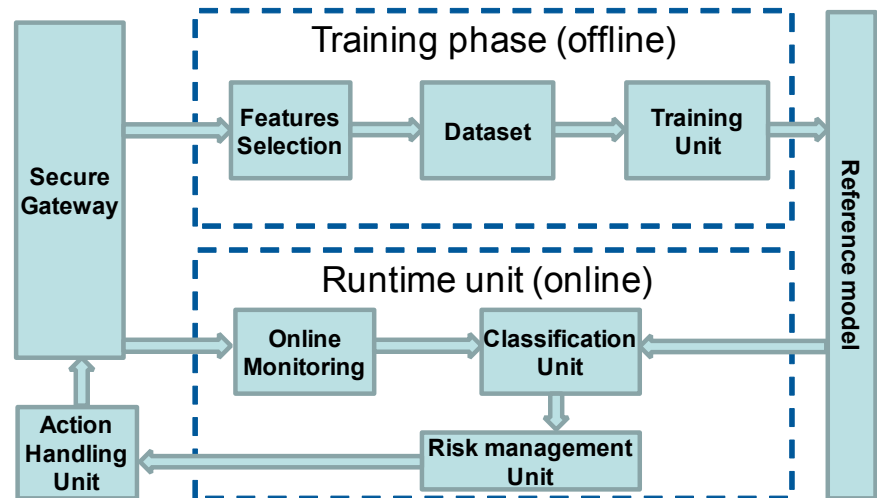 Training phase (offline)
Features
Selection
Dataset
Training
Unit
Secure
Gateway
Reference model
Runtime unit (online)
Online
Monitoring
Classification
Unit
Action
Handling
Unit
Risk management
Unit